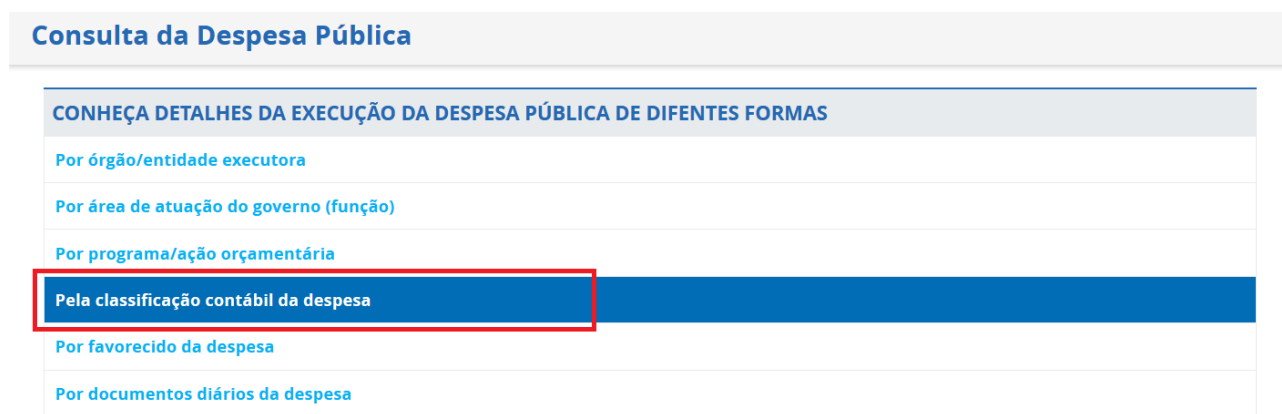 Consulta da Despesa Pública
CONHEÇA DETALHES DA EXECUÇÃO DA DESPESA PÚBLICA DE DIFENTES FORMAS
Por órgão/entidade executora
Por área de atuação do governo (função)
Por programa/ação orçamentária
Pela classificação contábil da despesa
Por favorecido da despesa
Por documentos diários da despesa